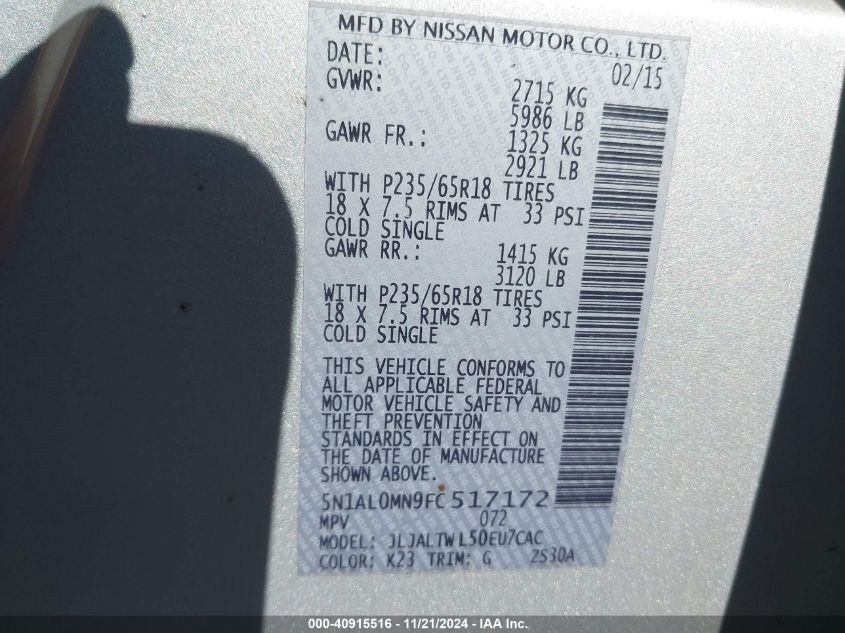 MFD BY NISSAN MOTOR CO., LTD.
DATE: 02/15
GVWR: 2715 KG
5986 LB
GAWR FR.: 1325 KG
2921 LB
WITH P235/65R18 TIRES
18 X 7.5 RIMS AT 33 PSI
COLD SINGLE
GAWR RR.: 1415 KG
3120 LB
WITH P235/65R18 TIRES
18 X 7.5 RIMS AT 33 PSI
COLD SINGLE
THIS VEHICLE CONFORMS TO
ALL APPLICABLE FEDERAL
MOTOR VEHICLE SAFETY AND
THEFT PREVENTION
STANDARDS IN EFFECT ON
THE DATE OF MANUFACTURE
SHOWN ABOVE.
5N1AL0MN9FC517172
MPV 072
MODEL: JLJALTWL50EU7CAC
COLOR: K23 TRIM: G ZS30A
000-40915516 - 11/21/2024 - IAA Inc.